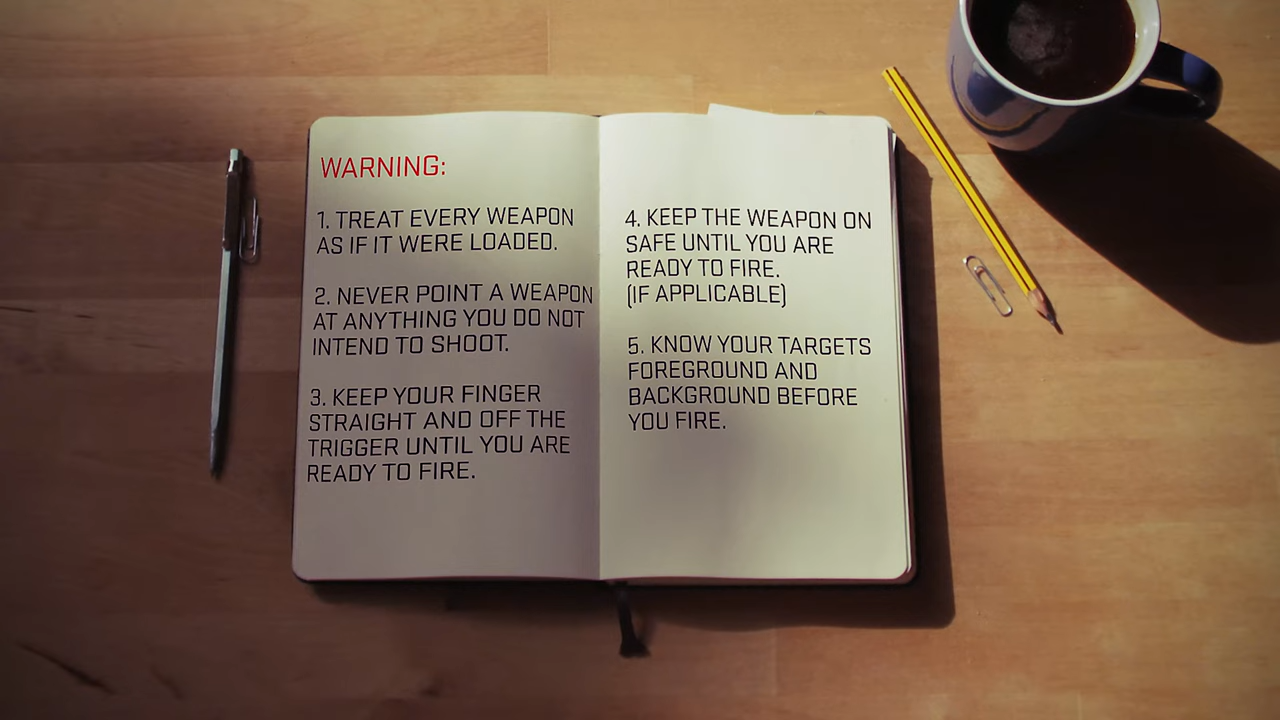 WARNING:
1. TREAT EVERY WEAPON
AS IF IT WERE LOADED.
2. NEVER POINT A WEAPON
AT ANYTHING YOU DO NOT
INTEND TO SHOOT.
3. KEEP YOUR FINGER
STRAIGHT AND OFF THE
TRIGGER UNTIL YOU ARE
READY TO FIRE.
4. KEEP THE WEAPON ON
SAFE UNTIL YOU ARE
READY TO FIRE.
(IF APPLICABLE)
5. KNOW YOUR TARGETS
FOREGROUND AND
BACKGROUND BEFORE
YOU FIRE.